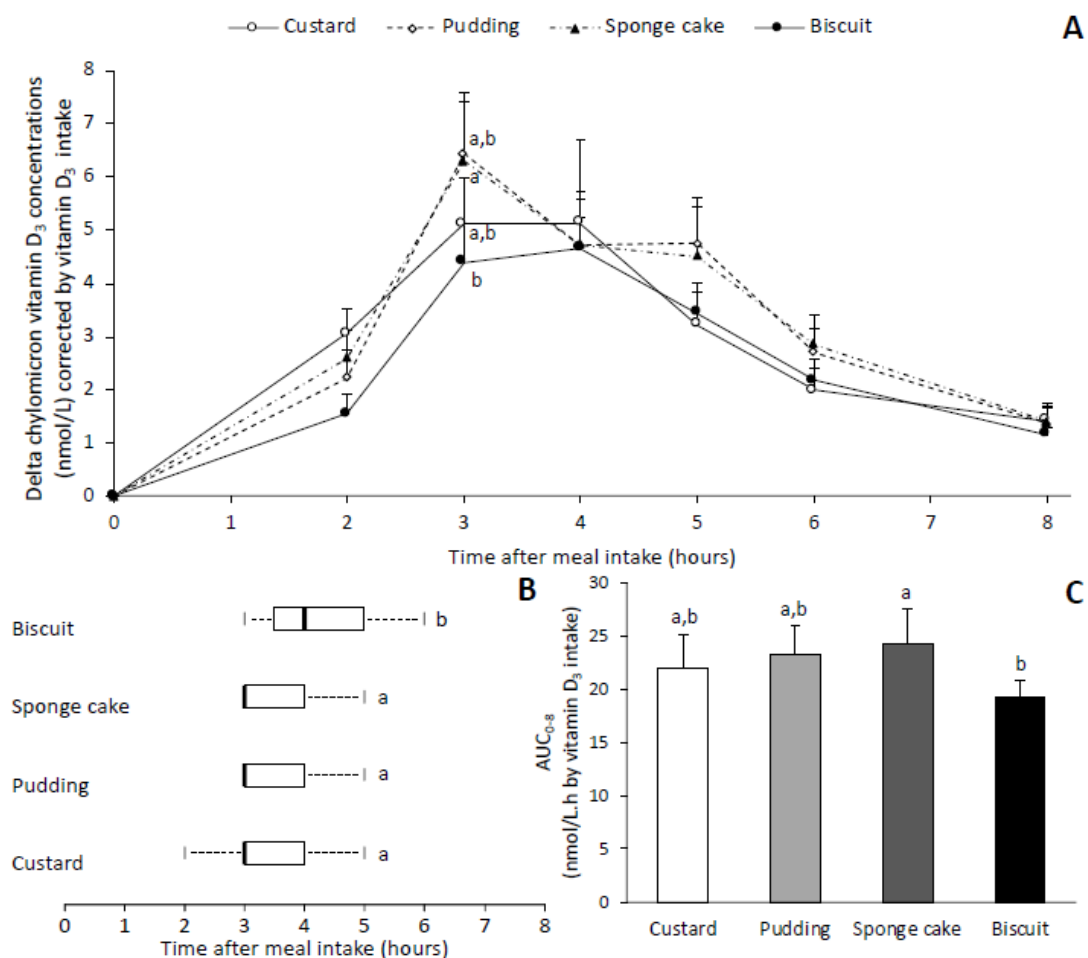 Custard Pudding Sponge cake Biscuit
A
Delta chylomicron vitamin D₃ concentrations
(nmol/L) corrected by vitamin D₃ intake
8
7
6
5
4
3
2
1
0
a,b
a
a,b
b
0 1 2 3 4 5 6 7 8
Time after meal intake (hours)
B
Biscuit b
Sponge cake a
Pudding a
Custard a
0 1 2 3 4 5 6 7 8
Time after meal intake (hours)
C
AUC₀₋₈
(nmol/L.h by vitamin D₃ intake)
30
25
20
15
10
5
0
a,b a,b a b
Custard Pudding Sponge cake Biscuit